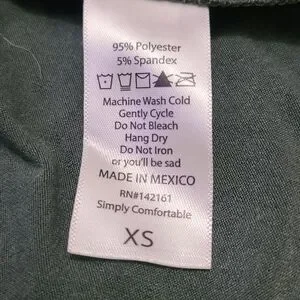 95% Polyester
5% Spandex
Machine Wash Cold
Gently Cycle
Do Not Bleach
Hang Dry
Do Not Iron
or you'll be sad
MADE IN MEXICO
RN#142161
Simply Comfortable
XS